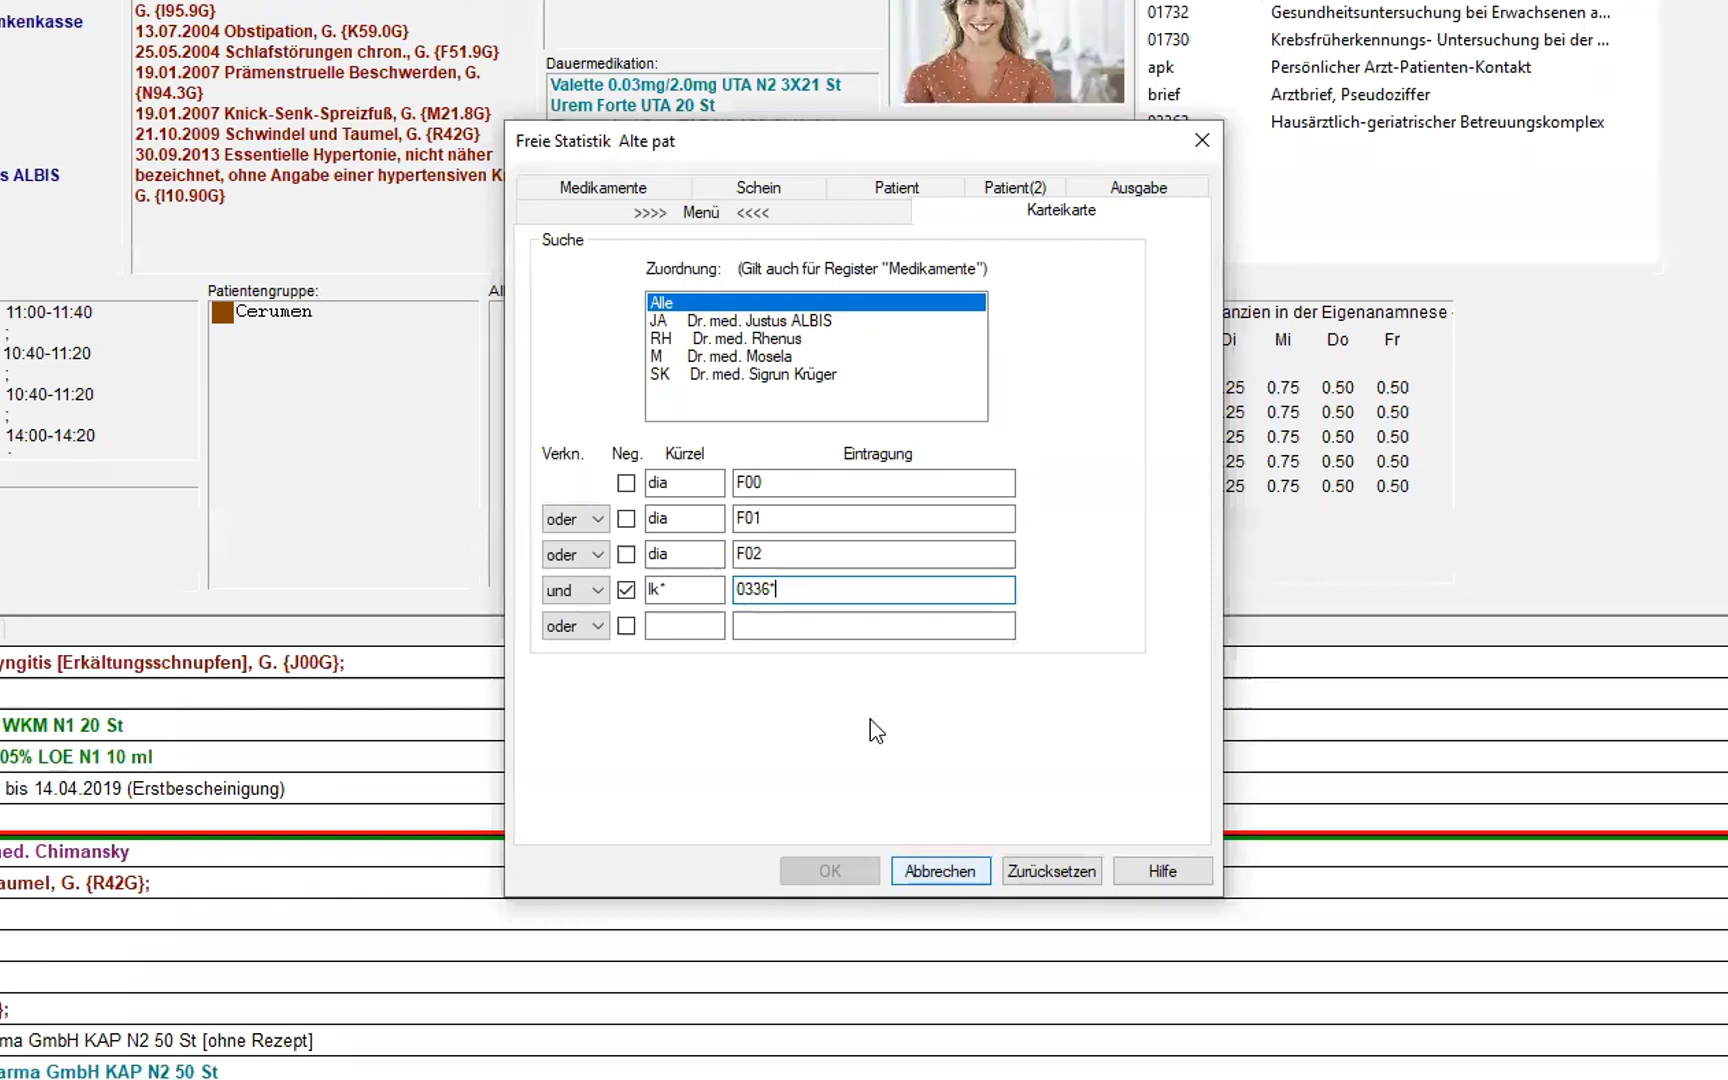 nkenkasse
s ALBIS
G. {I95.9G}
13.07.2004 Obstipation, G. {K59.0G}
25.05.2004 Schlafstörungen chron., G. {F51.9G}
19.01.2007 Prämenstruelle Beschwerden, G.
{N94.3G}
19.01.2007 Knick-Senk-Spreizfuß, G. {M21.8G}
21.10.2009 Schwindel und Taumel, G. {R42G}
30.09.2013 Essentielle Hypertonie, nicht näher
bezeichnet, ohne Angabe einer hypertensiven K
G. {I10.90G}
Dauermedikation:
Valette 0.03mg/2.0mg UTA N2 3X21 St
Urem Forte UTA 20 St
01732 Gesundheitsuntersuchung bei Erwachsenen a...
01730 Krebsfrüherkennungs- Untersuchung bei der ...
apk Persönlicher Arzt-Patienten-Kontakt
brief Arztbrief, Pseudoziffer
Hausärztlich-geriatrischer Betreuungskomplex
11:00-11:40
;
10:40-11:20
;
10:40-11:20
;
14:00-14:20
Patientengruppe:
Cerumen
Al
Freie Statistik Alte pat
Medikamente Schein Patient Patient(2) Ausgabe
>>>> Menü <<<< Karteikarte
Suche
Zuordnung: (Gilt auch für Register "Medikamente")
Alle
JA Dr. med. Justus ALBIS
RH Dr. med. Rhenus
M Dr. med. Mosela
SK Dr. med. Sigrun Krüger
Verkn. Neg. Kürzel Eintragung
dia F00
oder dia F01
oder dia F02
und lk* 0336*
oder
OK Abbrechen Zurücksetzen Hilfe
anzien in der Eigenanamnese
Di Mi Do Fr
25 0.75 0.50 0.50
25 0.75 0.50 0.50
25 0.75 0.50 0.50
25 0.75 0.50 0.50
25 0.75 0.50 0.50
yngitis [Erkältungsschnupfen], G. {J00G};
WKM N1 20 St
05% LOE N1 10 ml
bis 14.04.2019 (Erstbescheinigung)
ed. Chimansky
aumel, G. {R42G};
};
ma GmbH KAP N2 50 St [ohne Rezept]
arma GmbH KAP N2 50 St